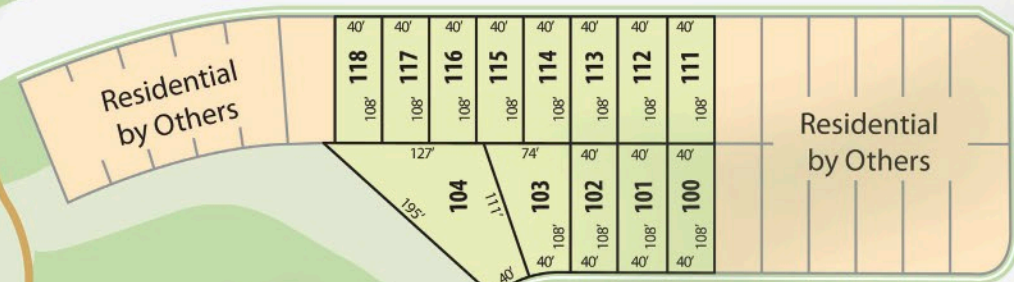 40' 40' 40' 40' 40' 40' 40' 40'
118 117 116 115 114 113 112 111
108' 108' 108' 108' 108' 108' 108' 108'
Residential
by Others
Residential
by Others
127' 74' 40' 40' 40'
104 103 102 101 100
195' 111' 108' 108' 108' 108'
40' 40' 40' 40' 40'